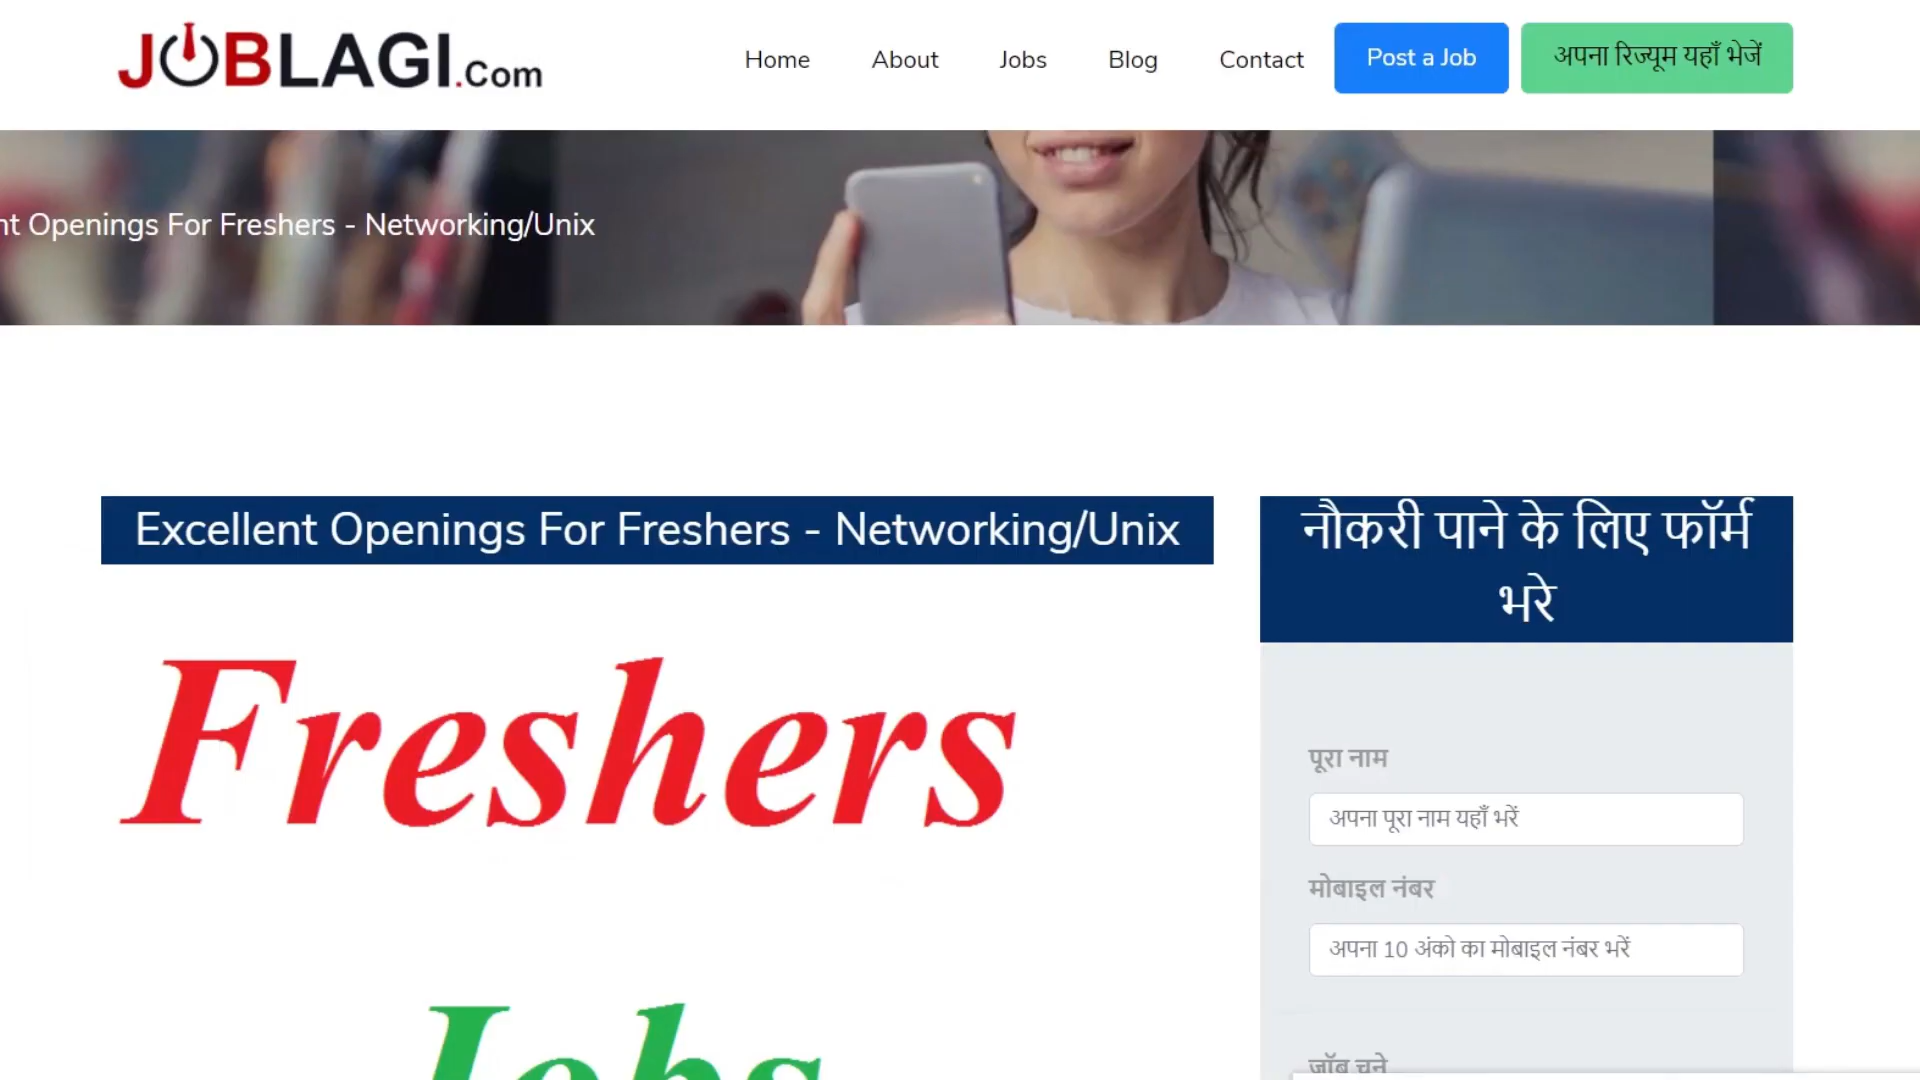 JOBLAGI.Com
Home About Jobs Blog Contact Post a Job अपना रिज्यूम यहाँ भेजें
nt Openings For Freshers - Networking/Unix
Excellent Openings For Freshers - Networking/Unix
नौकरी पाने के लिए फॉर्म
भरे
Freshers
Jobs
पूरा नाम
अपना पूरा नाम यहाँ भरें
मोबाइल नंबर
अपना 10 अंको का मोबाइल नंबर भरें
जॉब चुने